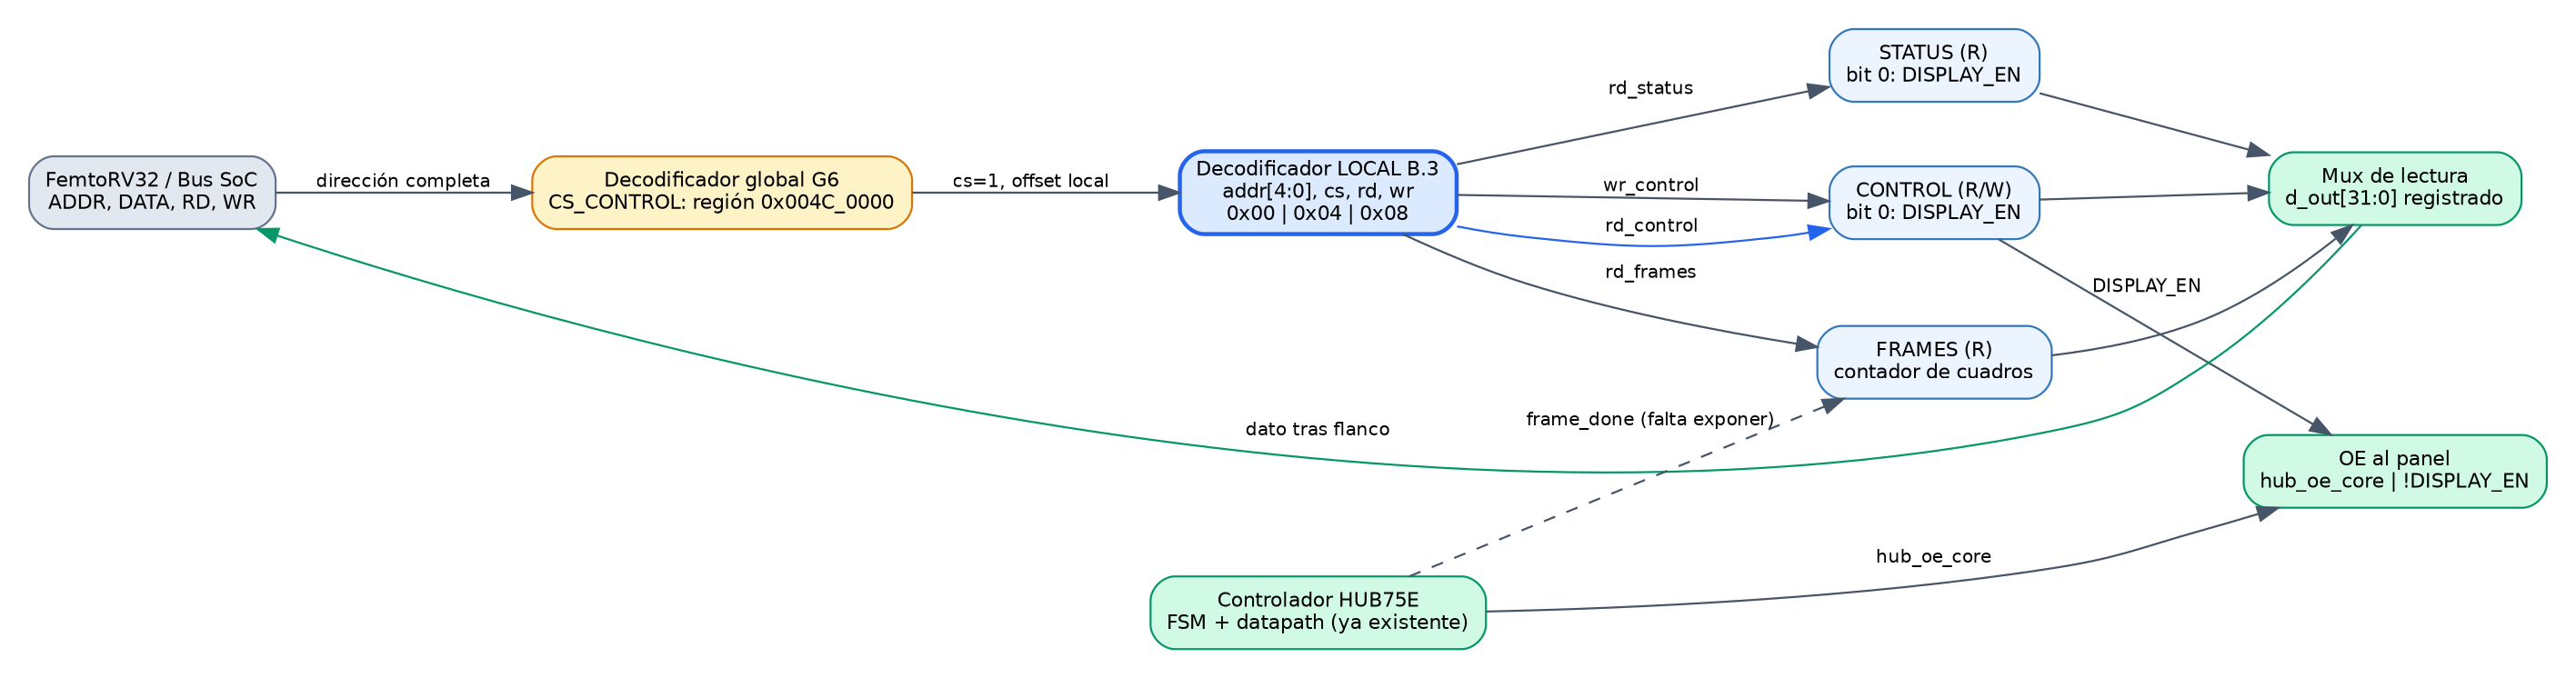 STATUS (R)
bit 0: DISPLAY_EN
rd_status
FemtoRV32 / Bus SoC
ADDR, DATA, RD, WR
dirección completa
Decodificador global G6
CS_CONTROL: región 0x004C_0000
cs=1, offset local
Decodificador LOCAL B.3
addr[4:0], cs, rd, wr
0x00 | 0x04 | 0x08
wr_control
CONTROL (R/W)
bit 0: DISPLAY_EN
Mux de lectura
d_out[31:0] registrado
rd_control
rd_frames
DISPLAY_EN
FRAMES (R)
contador de cuadros
frame_done (falta exponer)
dato tras flanco
OE al panel
hub_oe_core | !DISPLAY_EN
hub_oe_core
Controlador HUB75E
FSM + datapath (ya existente)